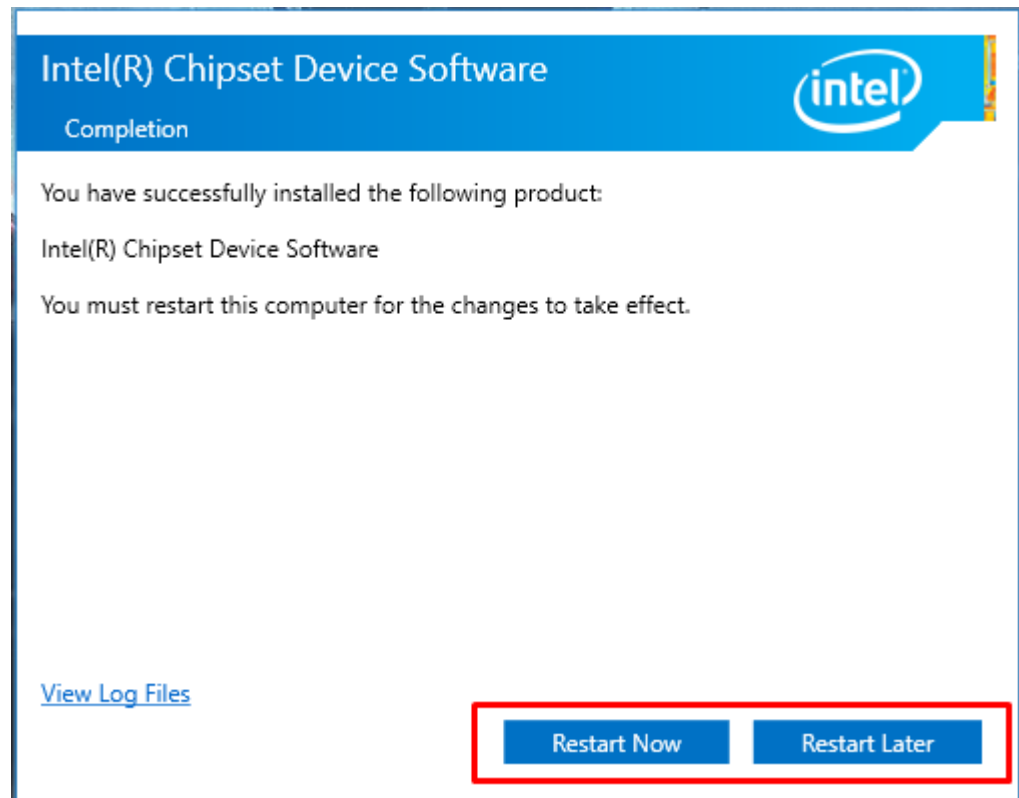 Intel(R) Chipset Device Software
intel
Completion
You have successfully installed the following product:
Intel(R) Chipset Device Software
You must restart this computer for the changes to take effect.
View Log Files
Restart Now
Restart Later